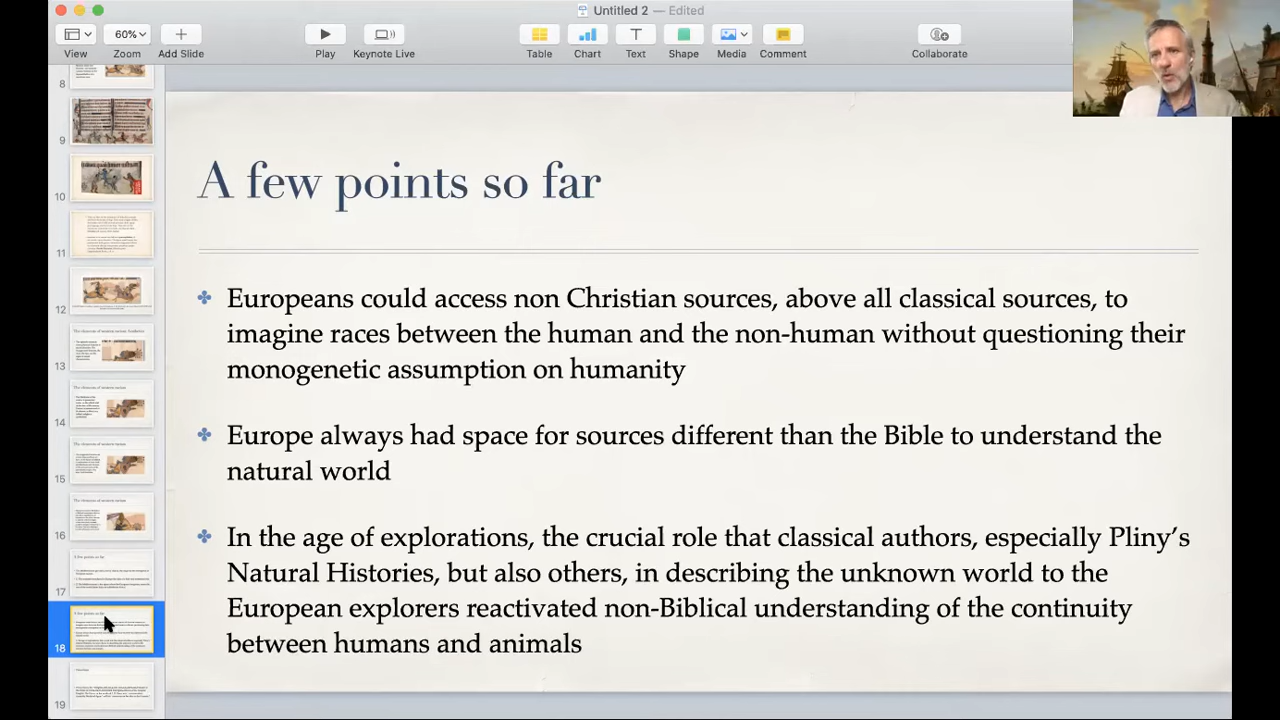 Untitled 2 — Edited
60%
View
Zoom
Add Slide
Play
Keynote Live
Table
Chart
Text
Shape
Media
Comment
Collaborate
8
9
10
11
12
13
14
15
16
17
18
19
A few points so far
Europeans could access non Christian sources, above all classical sources, to
imagine races between the human and the non-human without questioning their
monogenetic assumption on humanity
Europe always had space for sources different than the Bible to understand the
natural world
In the age of explorations, the crucial role that classical authors, especially Pliny’s
Natural Histories, but also others, in describing the unknown world to the
European explorers reactivated non-Biblical understanding of the continuity
between humans and animals